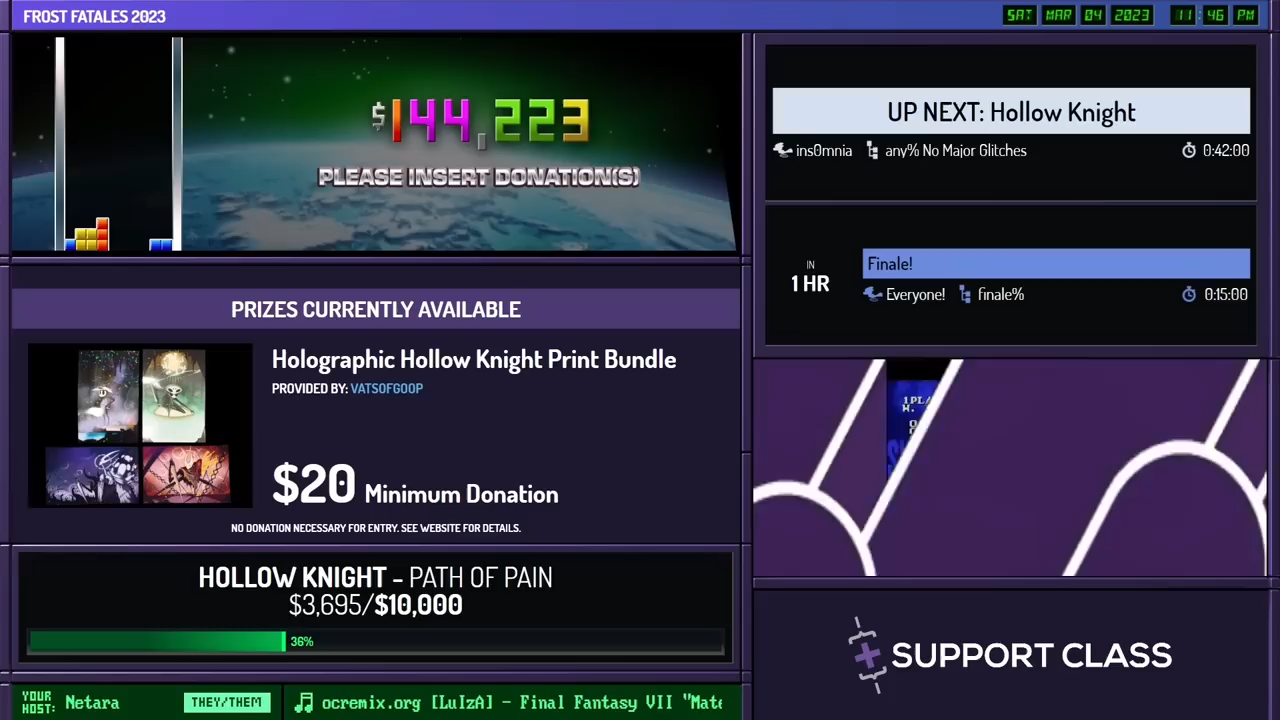 FROST FATALES 2023
SAT MAR 04 2023 11:46 PM
$144,223
PLEASE INSERT DONATION(S)
PRIZES CURRENTLY AVAILABLE
Holographic Hollow Knight Print Bundle
PROVIDED BY: VATSOFGOOP
$20 Minimum Donation
NO DONATION NECESSARY FOR ENTRY. SEE WEBSITE FOR DETAILS.
HOLLOW KNIGHT - PATH OF PAIN
$3,695/$10,000
36%
YOUR HOST: Netara THEY/THEM
ocremix.org [LuIzA] - Final Fantasy VII "Mate
UP NEXT: Hollow Knight
ins0mnia any% No Major Glitches 0:42:00
IN
1 HR
Finale!
Everyone! finale% 0:15:00
1PL
W.
SUPPORT CLASS